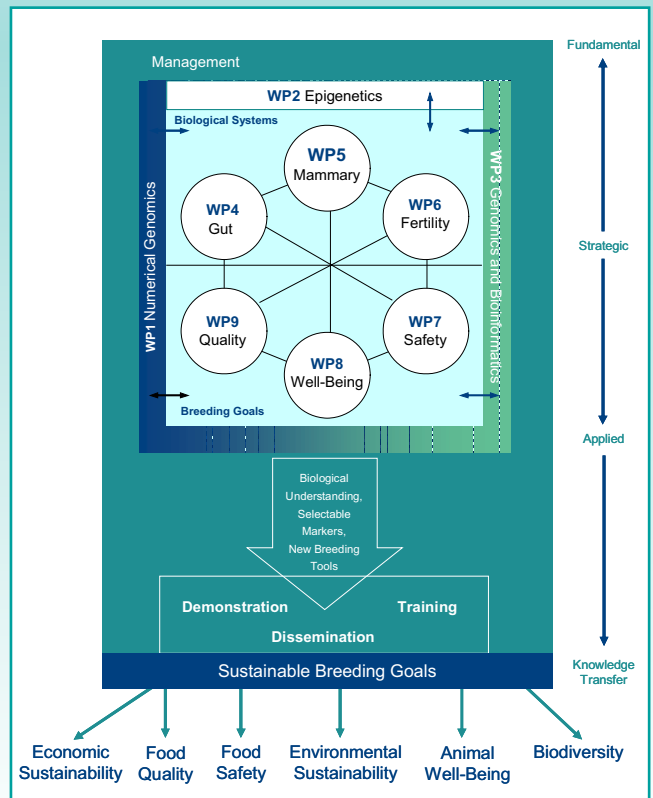 Fundamental
Management
WP2 Epigenetics
Biological Systems
WP5
Mammary
WP4
Gut
WP6
Fertility
WP1 Numerical Genomics
WP3 Genomics and Bioinformatics
Strategic
WP9
Quality
WP7
Safety
WP8
Well-Being
Breeding Goals
Applied
Biological
Understanding,
Selectable
Markers,
New Breeding
Tools
Demonstration
Training
Dissemination
Sustainable Breeding Goals
Knowledge
Transfer
Economic
Sustainability
Food
Quality
Food
Safety
Environmental
Sustainability
Animal
Well-Being
Biodiversity